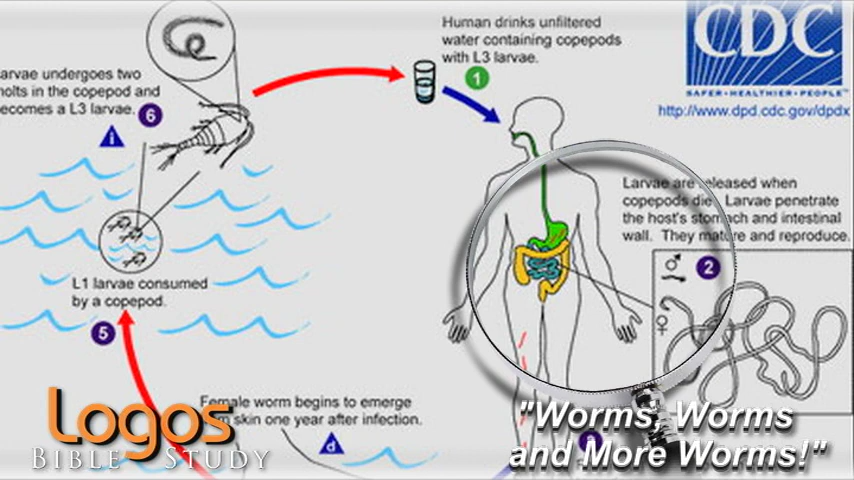 Human drinks unfiltered
water containing copepods
with L3 larvae.
1
CDC
SAFER • HEALTHIER • PEOPLE™
http://www.dpd.cdc.gov/dpdx
arvae undergoes two
molts in the copepod and
ecomes a L3 larvae.
6
i
Larvae are released when
copepods die. Larvae penetrate
the host's stomach and intestinal
wall. They mature and reproduce.
2
♂
♀
L1 larvae consumed
by a copepod.
5
Female worm begins to emerge
skin one year after infection.
d
Logos
BIBLE STUDY
"Worms, Worms
and More Worms!"